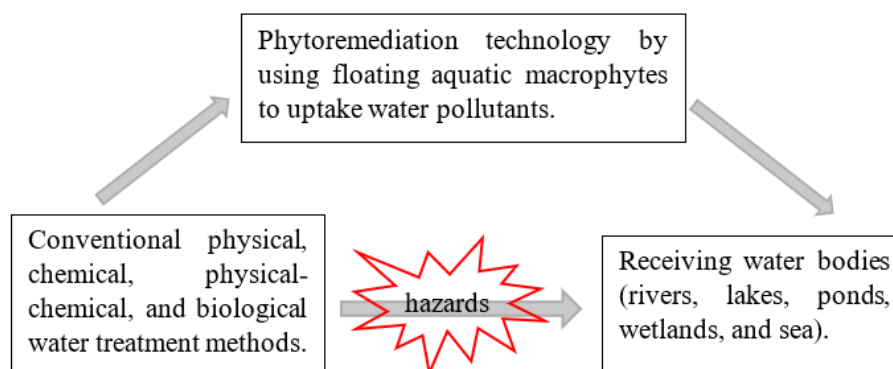 Phytoremediation technology by
using floating aquatic macrophytes
to uptake water pollutants.
Conventional physical,
chemical, physical-
chemical, and biological
water treatment methods.
hazards
Receiving water bodies
(rivers, lakes, ponds,
wetlands, and sea).